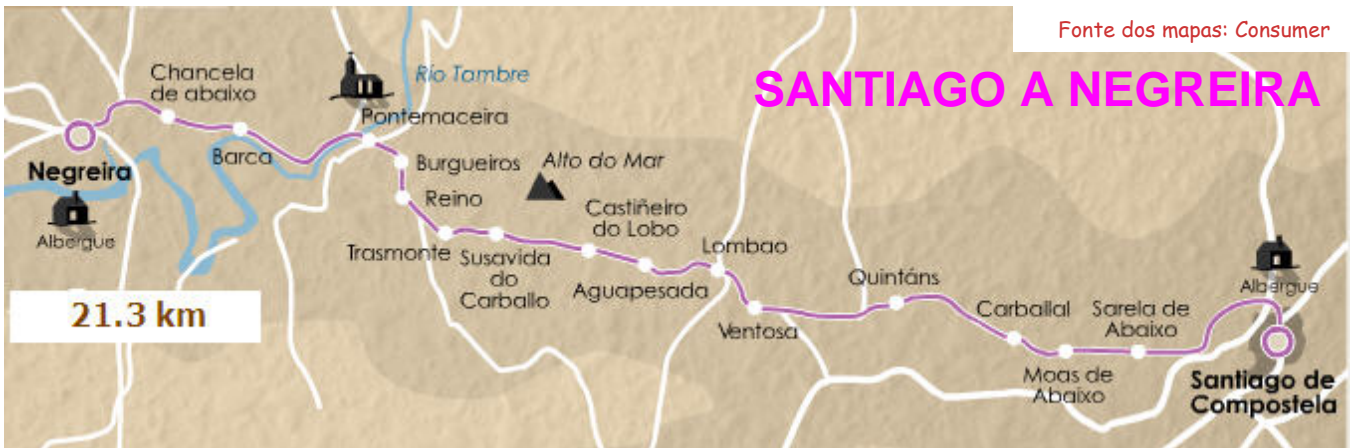 Fonte dos mapas: Consumer
SANTIAGO A NEGREIRA
Chancela
de abaixo
Río Tambre
Pontemaceira
Barca
Negreira
Albergue
Burgueiros
Alto do Mar
Reino
Castiñeiro
do Lobo
Trasmonte
Susavida
do
Carballo
Aguapesada
Lombao
Ventosa
Quintáns
Carballal
Sarela de
Abaixo
Moas de
Abaixo
Albergue
Santiago de
Compostela
21.3 km